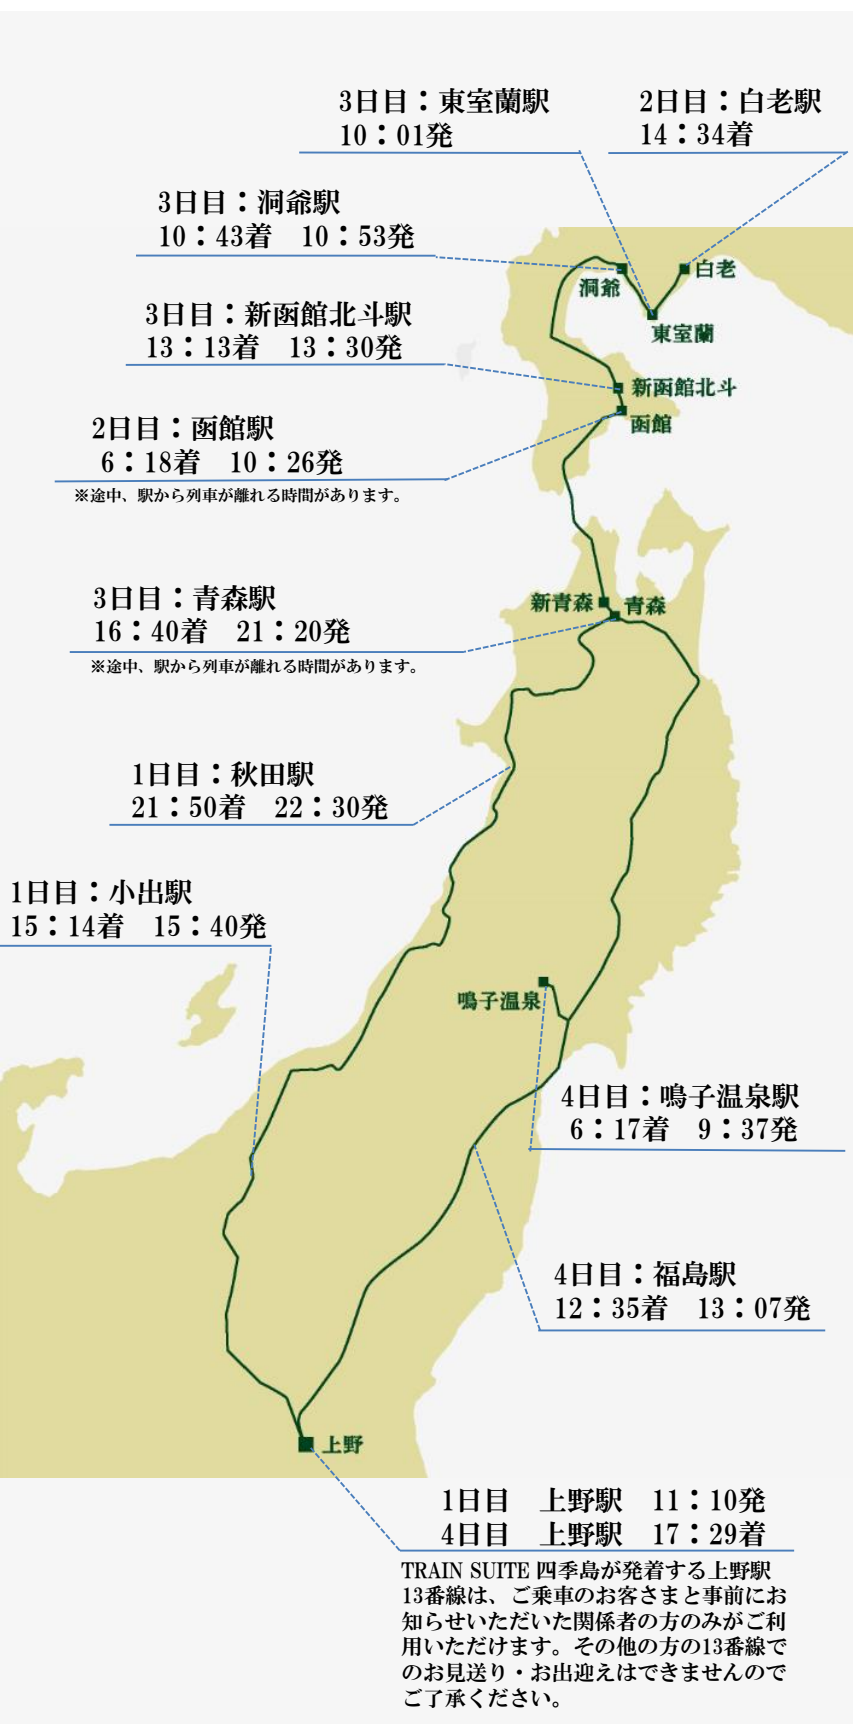 3日目：東室蘭駅
10：01発
2日目：白老駅
14：34着
3日目：洞爺駅
10：43着　10：53発
洞爺
白老
東室蘭
3日目：新函館北斗駅
13：13着　13：30発
新函館北斗
函館
2日目：函館駅
6：18着　10：26発
※途中、駅から列車が離れる時間があります。
3日目：青森駅
16：40着　21：20発
※途中、駅から列車が離れる時間があります。
新青森
青森
1日目：秋田駅
21：50着　22：30発
1日目：小出駅
15：14着　15：40発
鳴子温泉
4日目：鳴子温泉駅
6：17着　9：37発
4日目：福島駅
12：35着　13：07発
上野
1日目　上野駅　11：10発
4日目　上野駅　17：29着
TRAIN SUITE 四季島が発着する上野駅
13番線は、ご乗車のお客さまと事前にお
知らせいただいた関係者の方のみがご利
用いただけます。その他の方の13番線で
のお見送り・お出迎えはできませんので
ご了承ください。